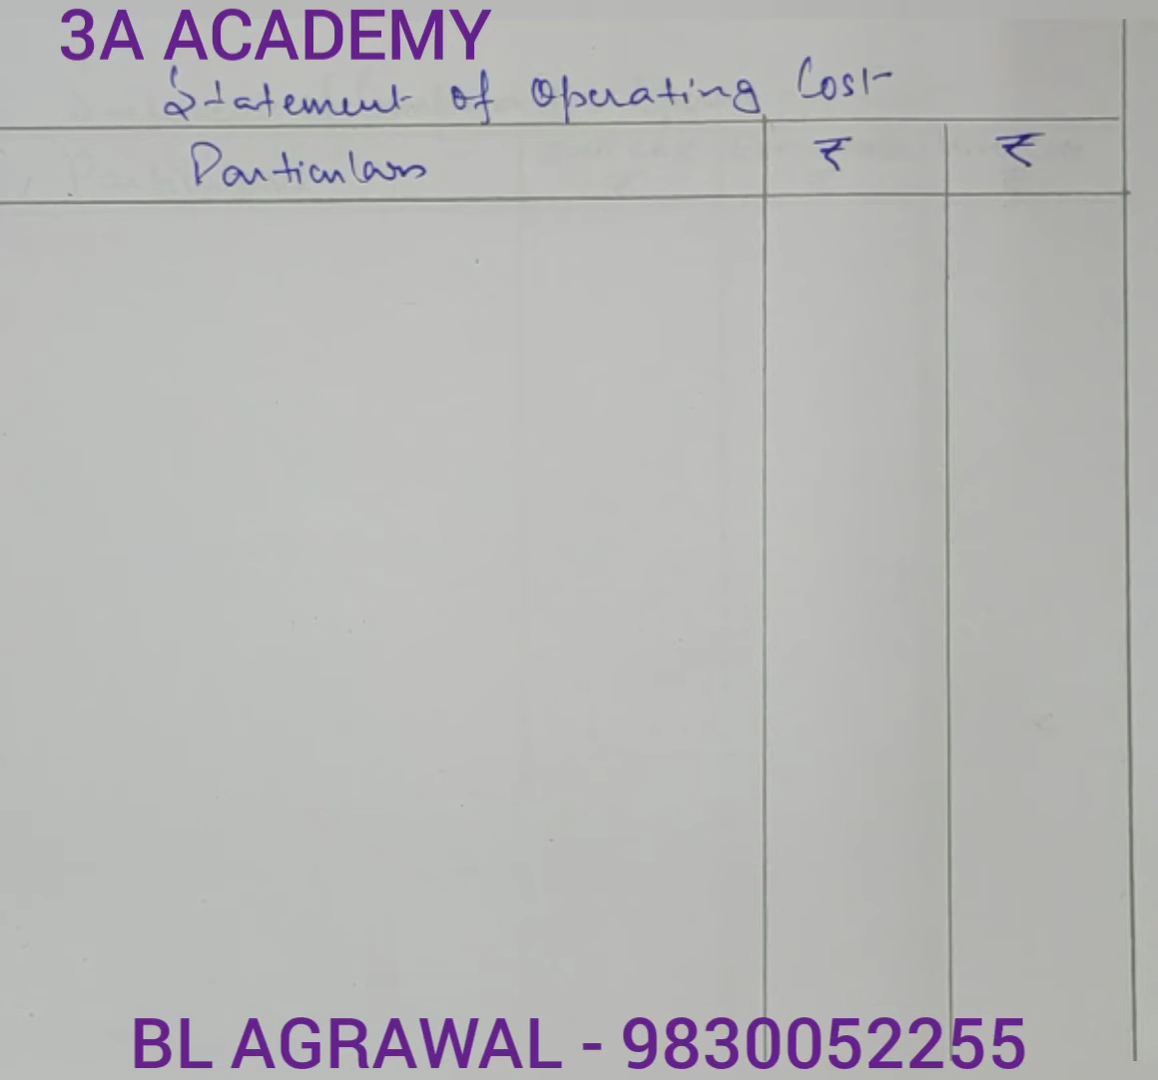 3A ACADEMY
Statement of Operating Cost
Particulars ₹ ₹
BL AGRAWAL - 9830052255